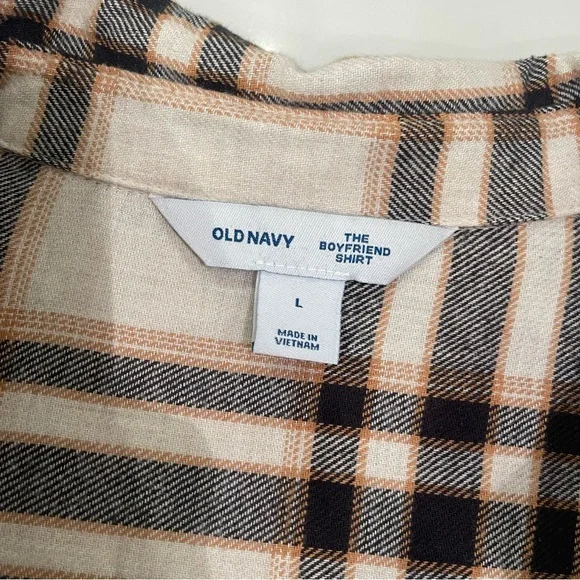 OLD NAVY
THE
BOYFRIEND
SHIRT
L
MADE IN
VIETNAM